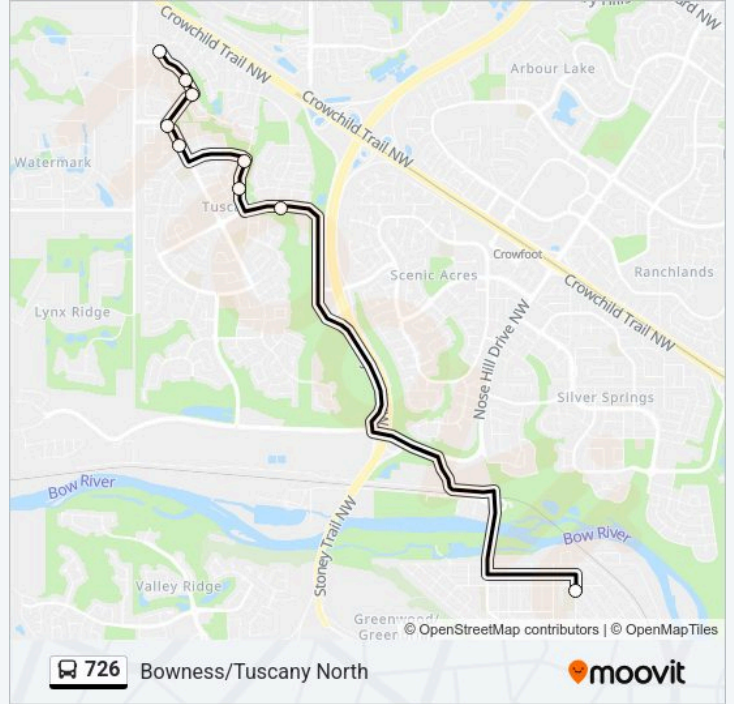 Crowchild Trail NW
Arbour Lake
Crowchild Trail NW
Watermark
Tusc
Crowfoot
Scenic Acres
Ranchlands
Crowchild Trail NW
Lynx Ridge
Nose Hill Drive NW
Silver Springs
Bow River
Stoney Trail NW
Bow River
Valley Ridge
Greenwood/
Green
© OpenStreetMap contributors | © OpenMapTiles
726 Bowness/Tuscany North
moovit